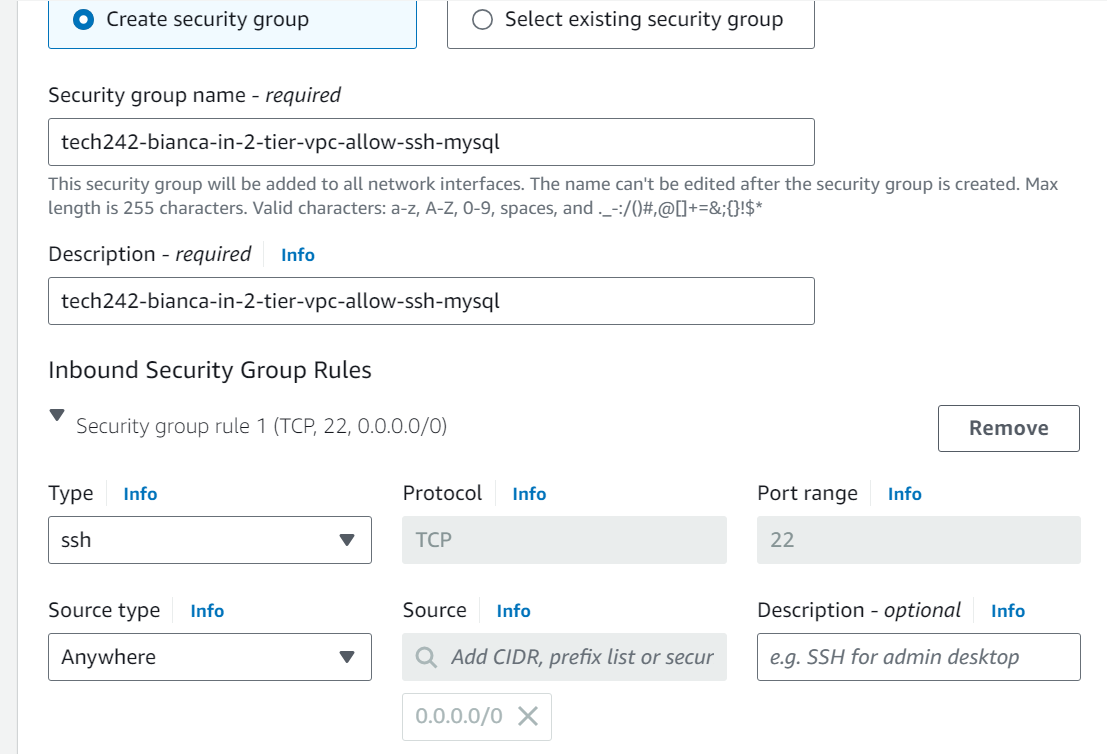 Create security group
Select existing security group
Security group name - required
tech242-bianca-in-2-tier-vpc-allow-ssh-mysql
This security group will be added to all network interfaces. The name can't be edited after the security group is created. Max
length is 255 characters. Valid characters: a-z, A-Z, 0-9, spaces, and ._-:/()#,@[]+=&;{}!$*
Description - required Info
tech242-bianca-in-2-tier-vpc-allow-ssh-mysql
Inbound Security Group Rules
Security group rule 1 (TCP, 22, 0.0.0.0/0)
Remove
Type Info
Protocol Info
Port range Info
ssh
TCP
22
Source type Info
Source Info
Description - optional Info
Anywhere
Add CIDR, prefix list or secur
e.g. SSH for admin desktop
0.0.0.0/0